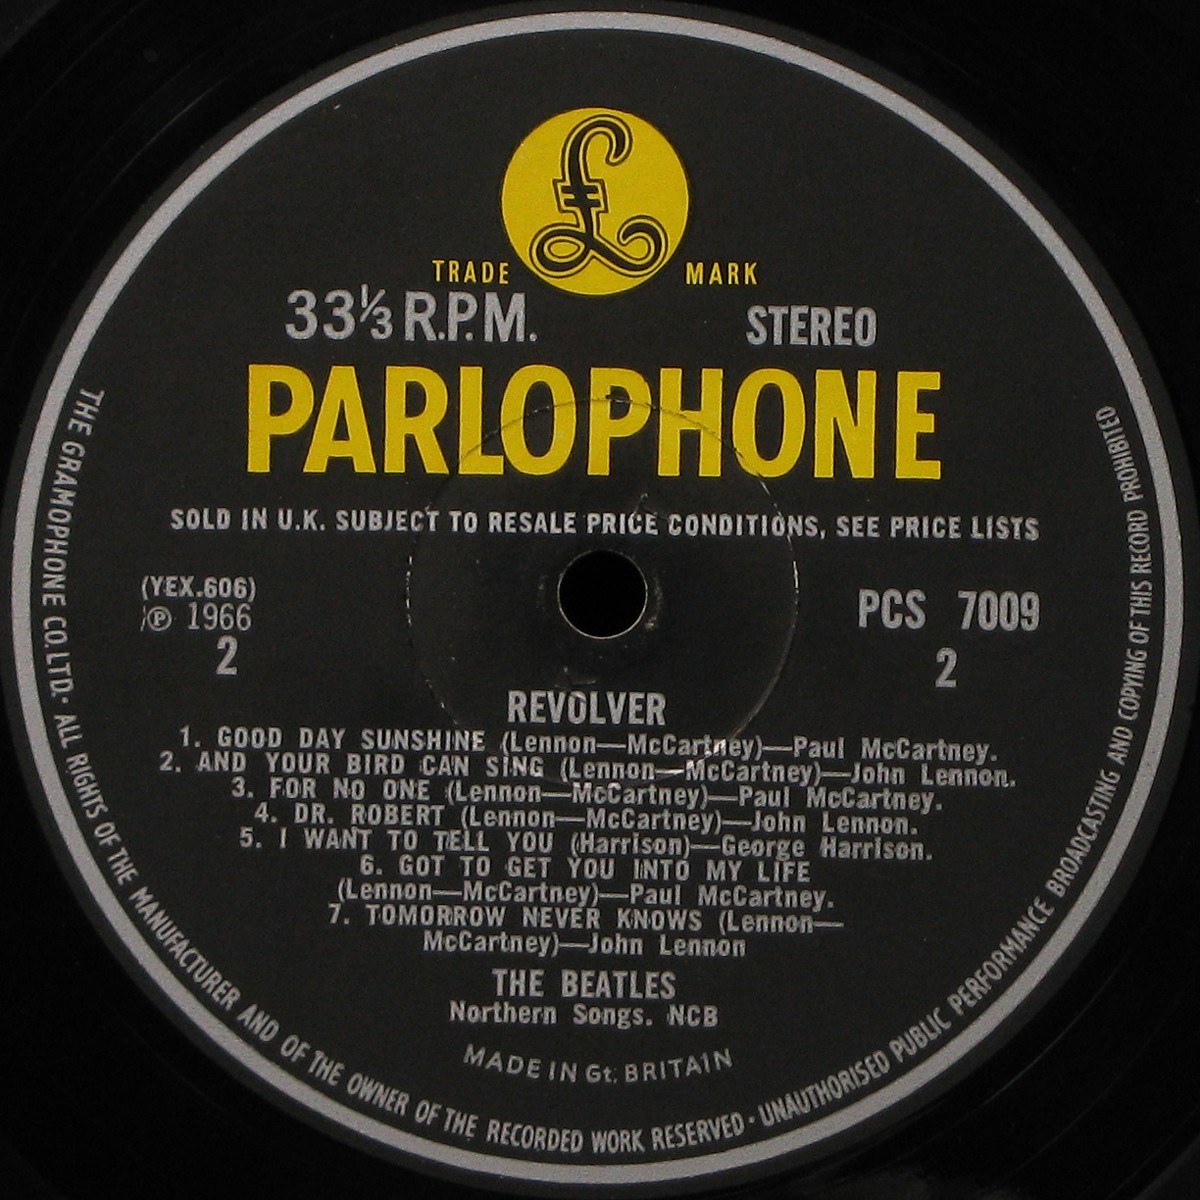 £
TRADE MARK
33⅓ R.P.M. STEREO
PARLOPHONE
SOLD IN U.K. SUBJECT TO RESALE PRICE CONDITIONS, SEE PRICE LISTS
(YEX.606)
℗ 1966
2
PCS 7009
2
REVOLVER
1. GOOD DAY SUNSHINE (Lennon—McCartney)—Paul McCartney.
2. AND YOUR BIRD CAN SING (Lennon—McCartney)—John Lennon.
3. FOR NO ONE (Lennon—McCartney)—Paul McCartney.
4. DR. ROBERT (Lennon—McCartney)—John Lennon.
5. I WANT TO TELL YOU (Harrison)—George Harrison.
6. GOT TO GET YOU INTO MY LIFE
(Lennon—McCartney)—Paul McCartney.
7. TOMORROW NEVER KNOWS (Lennon—
McCartney)—John Lennon
THE BEATLES
Northern Songs. NCB
MADE IN Gt. BRITAIN
THE GRAMOPHONE CO. LTD. · ALL RIGHTS OF THE MANUFACTURER AND OF THE OWNER OF THE RECORDED WORK RESERVED · UNAUTHORISED PUBLIC PERFORMANCE BROADCASTING AND COPYING OF THIS RECORD PROHIBITED